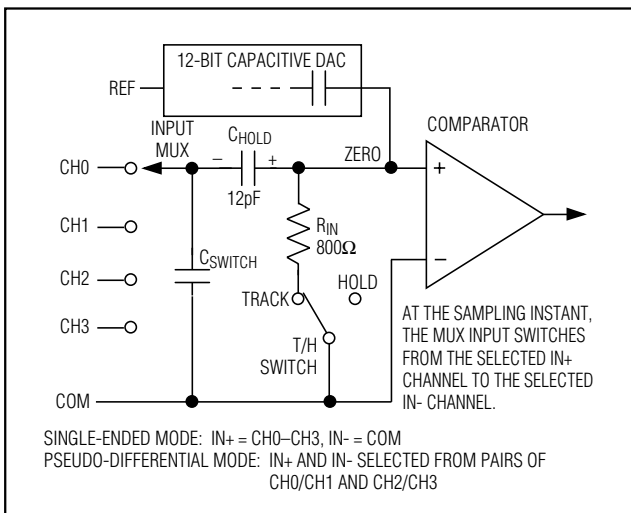 12-BIT CAPACITIVE DAC
REF
INPUT
MUX
CHOLD
COMPARATOR
ZERO
CH0
– +
+
12pF
RIN
800Ω
CH1
CSWITCH
–
HOLD
CH2
TRACK
CH3
T/H
SWITCH
AT THE SAMPLING INSTANT,
THE MUX INPUT SWITCHES
FROM THE SELECTED IN+
CHANNEL TO THE SELECTED
IN- CHANNEL.
COM
SINGLE-ENDED MODE: IN+ = CH0–CH3, IN- = COM
PSEUDO-DIFFERENTIAL MODE: IN+ AND IN- SELECTED FROM PAIRS OF
CH0/CH1 AND CH2/CH3